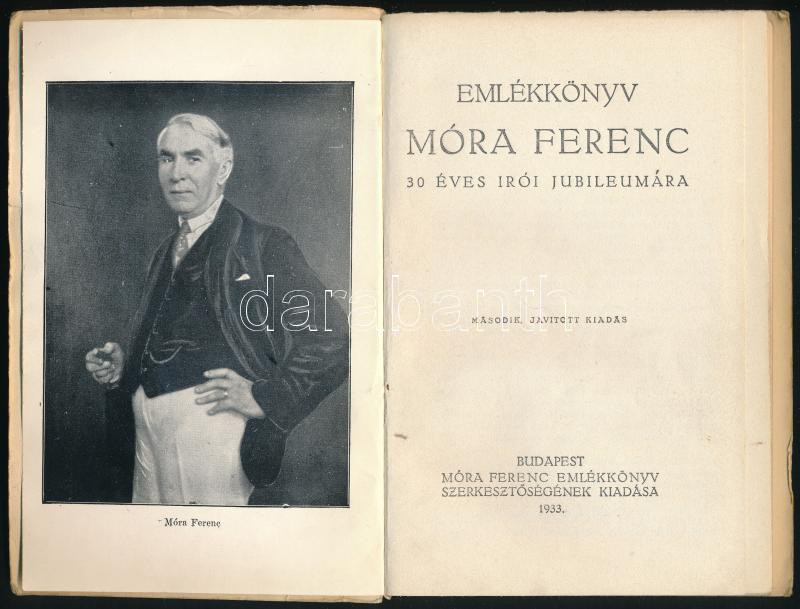 Móra Ferenc
EMLÉKKÖNYV
MÓRA FERENC
30 ÉVES IRÓI JUBILEUMÁRA
darabanth
MÁSODIK, JAVITOTT KIADÁS
BUDAPEST
MÓRA FERENC EMLÉKKÖNYV
SZERKESZTŐSÉGÉNEK KIADÁSA
1933.